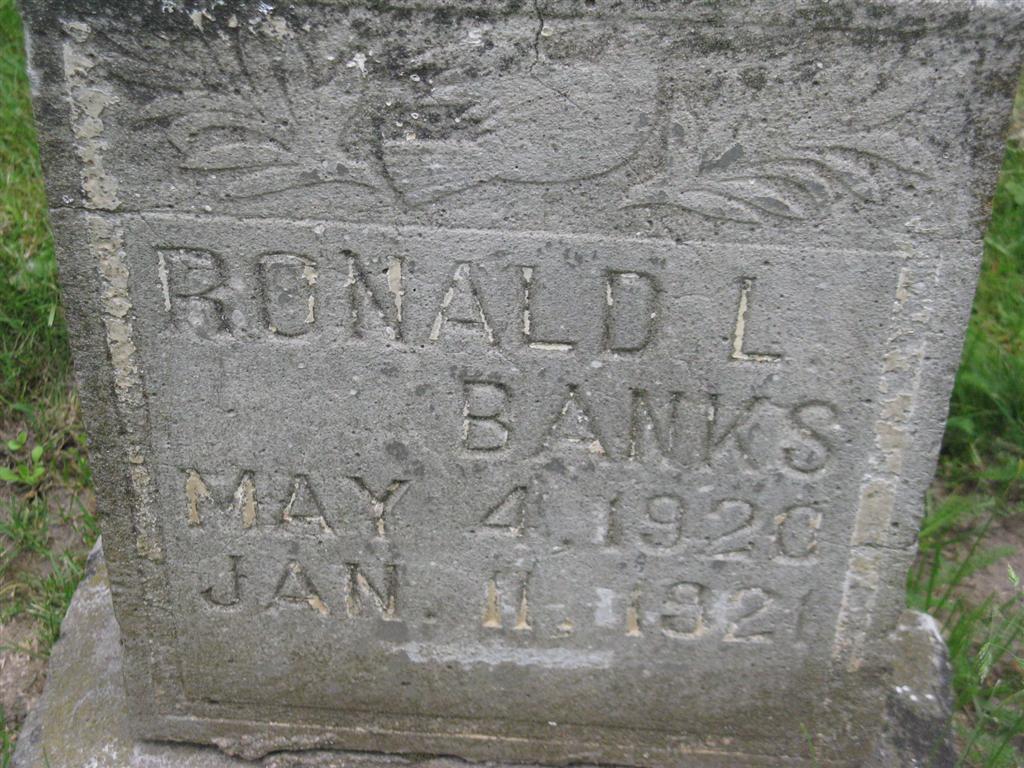 RONALD L
BANKS
MAY 4, 1920
JAN. 11, 1921